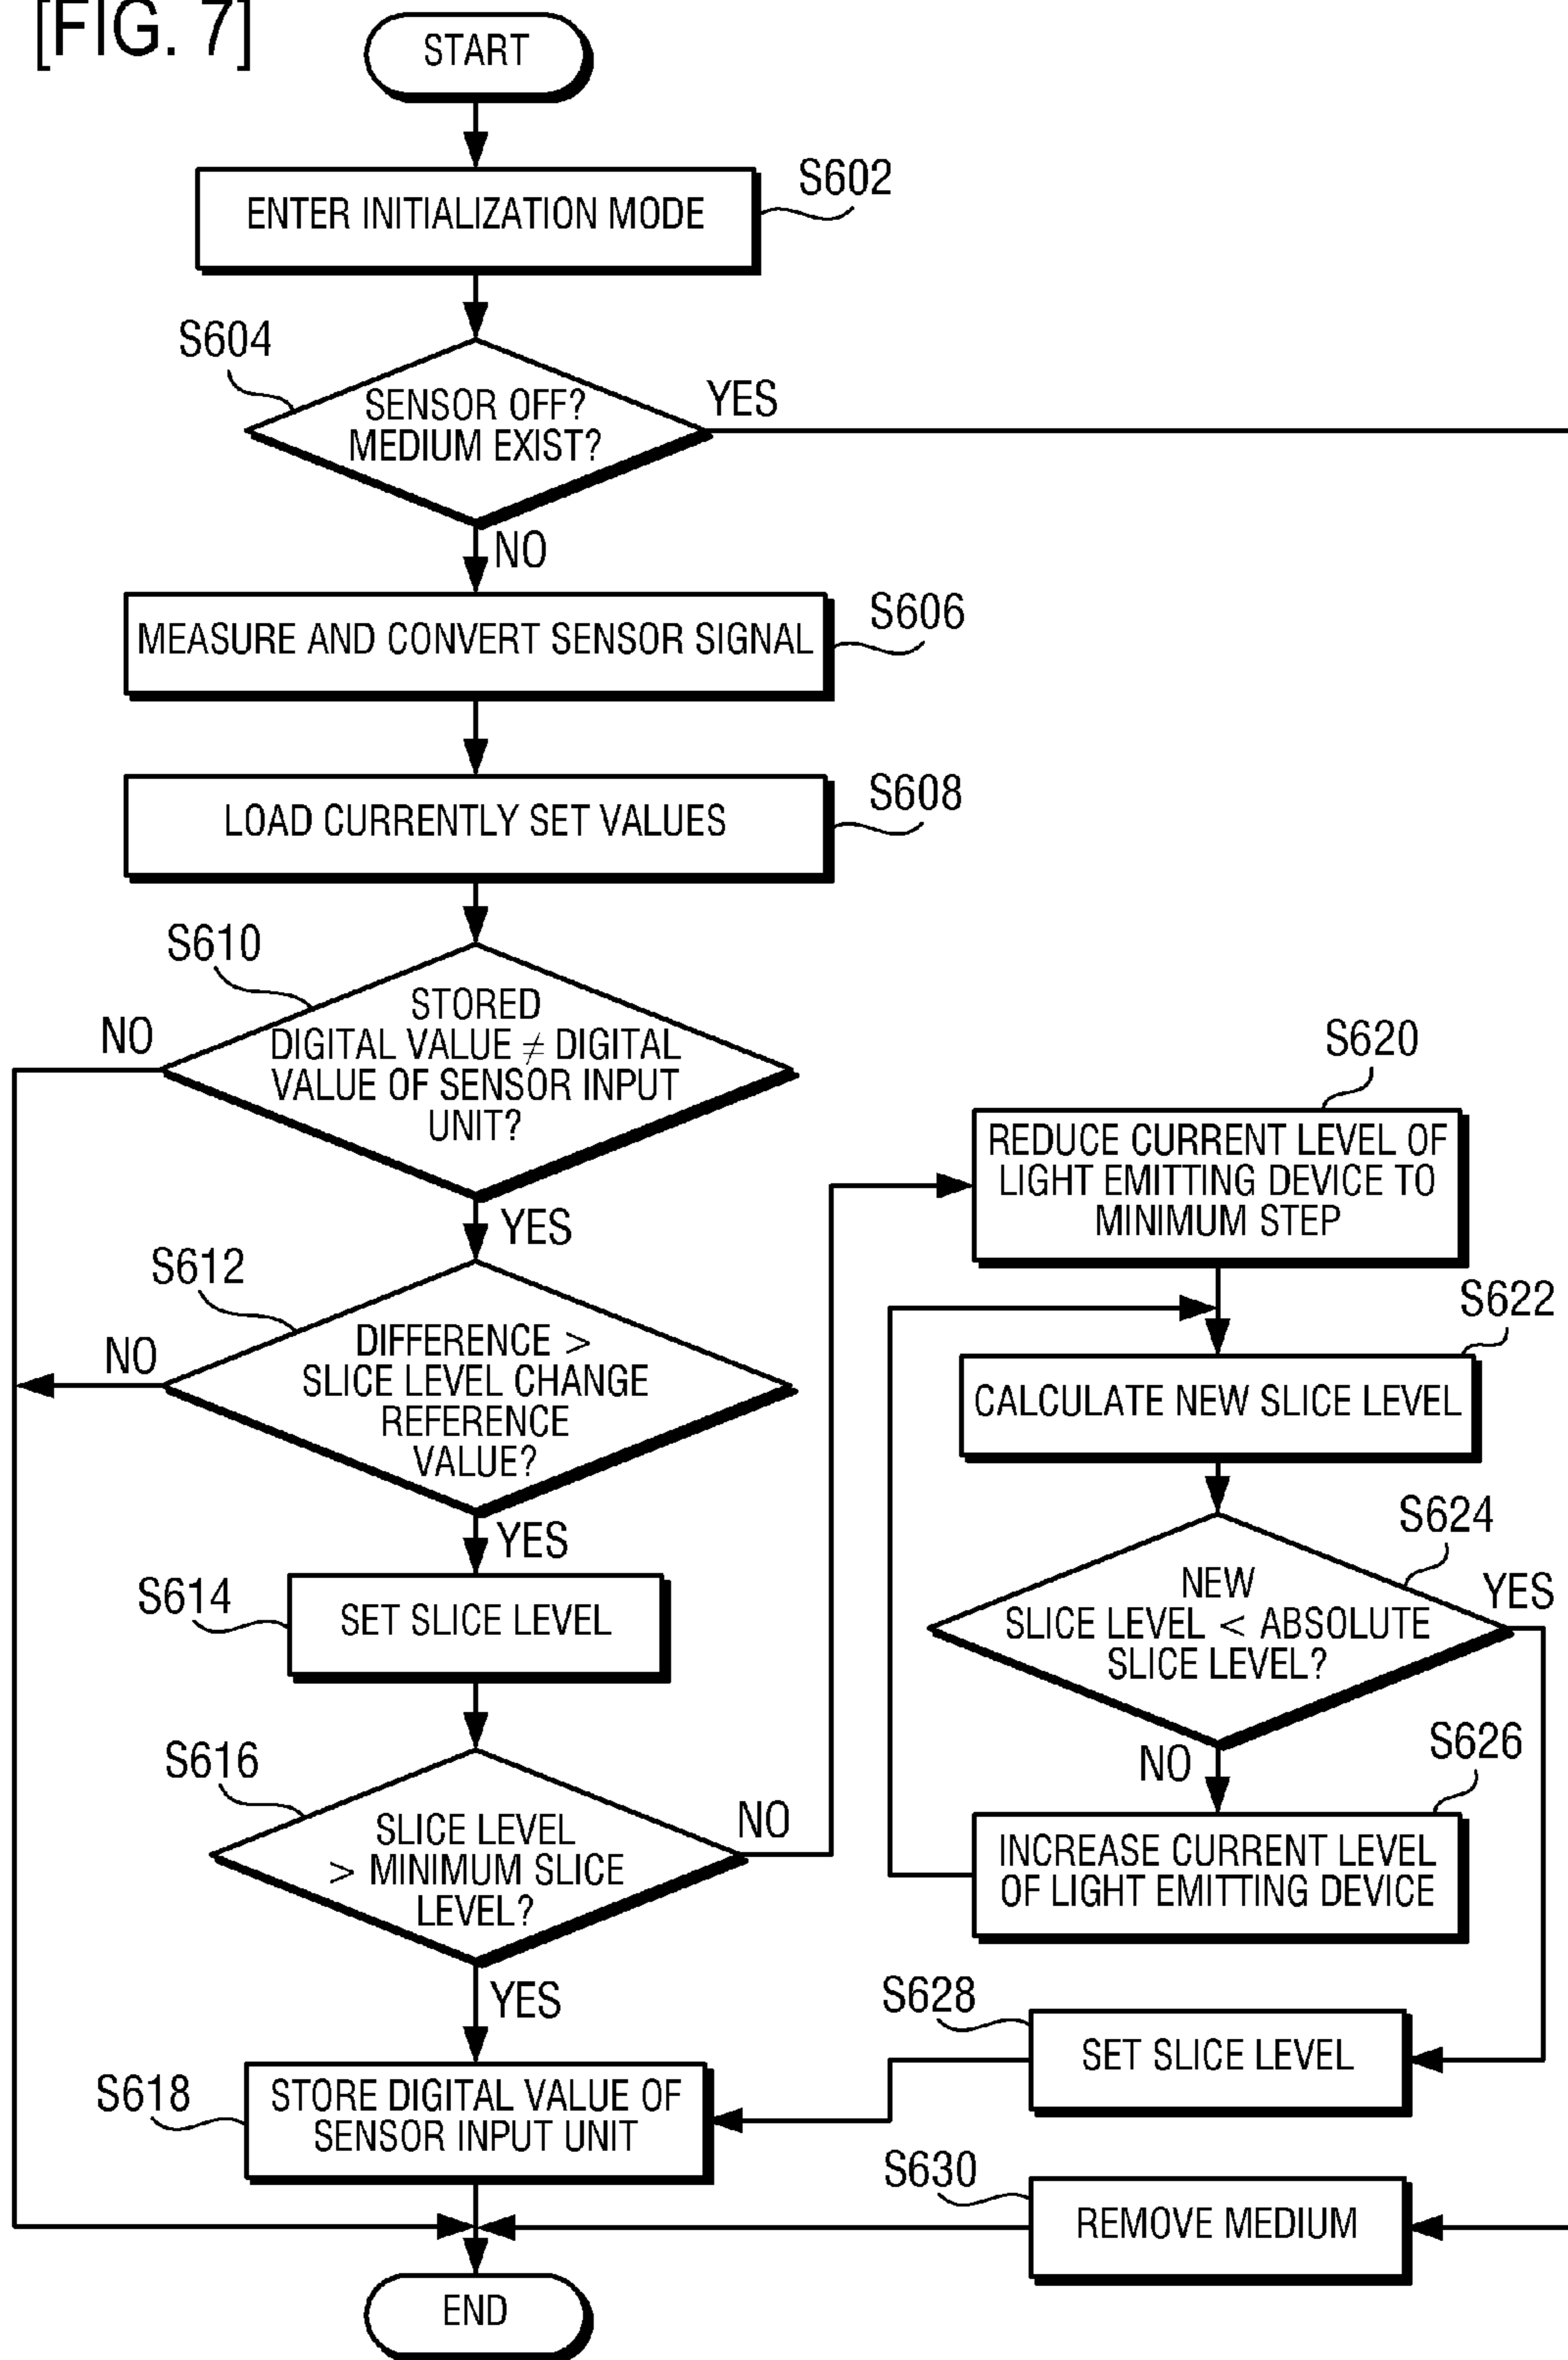 [FIG. 7]
START
ENTER INITIALIZATION MODE
S602
S604
SENSOR OFF?
MEDIUM EXIST?
YES
NO
MEASURE AND CONVERT SENSOR SIGNAL
S606
LOAD CURRENTLY SET VALUES
S608
S610
STORED
DIGITAL VALUE ≠ DIGITAL
VALUE OF SENSOR INPUT
UNIT?
NO
YES
S612
DIFFERENCE >
SLICE LEVEL CHANGE
REFERENCE
VALUE?
NO
YES
S614
SET SLICE LEVEL
S616
SLICE LEVEL
> MINIMUM SLICE
LEVEL?
NO
YES
S618
STORE DIGITAL VALUE OF
SENSOR INPUT UNIT
S620
REDUCE CURRENT LEVEL OF
LIGHT EMITTING DEVICE TO
MINIMUM STEP
S622
CALCULATE NEW SLICE LEVEL
S624
NEW
SLICE LEVEL < ABSOLUTE
SLICE LEVEL?
YES
NO
S626
INCREASE CURRENT LEVEL
OF LIGHT EMITTING DEVICE
S628
SET SLICE LEVEL
S630
REMOVE MEDIUM
END